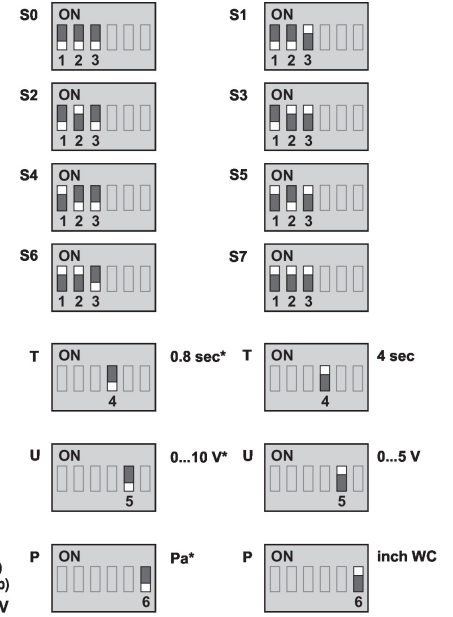 S0 ON S1 ON
1 2 3 1 2 3
S2 ON S3 ON
1 2 3 1 2 3
S4 ON S5 ON
1 2 3 1 2 3
S6 ON S7 ON
1 2 3 1 2 3
T ON 0.8 sec* T ON 4 sec
4 4
U ON 0...10 V* U ON 0...5 V
5 5
P ON Pa* P ON inch WC
)
o)
V
6 6